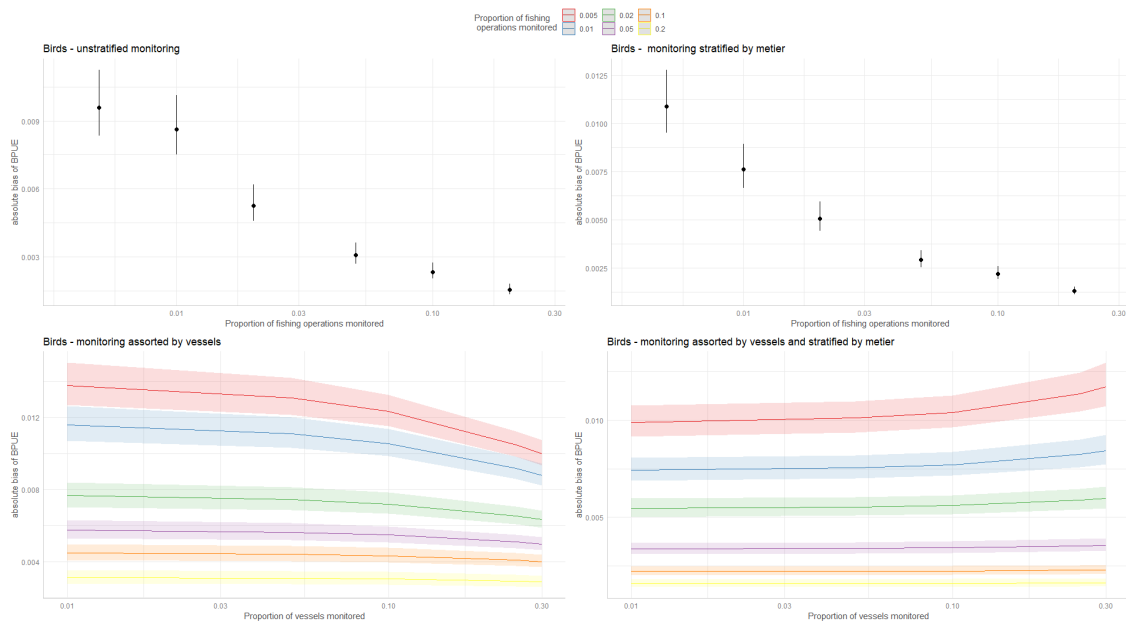 Proportion of fishing
operations monitored
0.005 0.02 0.1
0.01 0.05 0.2
Birds - unstratified monitoring
absolute bias of BPUE
0.009
0.006
0.003
0.01 0.03 0.10 0.30
Proportion of fishing operations monitored
Birds - monitoring stratified by metier
absolute bias of BPUE
0.0125
0.0100
0.0075
0.0050
0.0025
0.01 0.03 0.10 0.30
Proportion of fishing operations monitored
Birds - monitoring assorted by vessels
absolute bias of BPUE
0.012
0.008
0.004
0.01 0.03 0.10 0.30
Proportion of vessels monitored
Birds - monitoring assorted by vessels and stratified by metier
absolute bias of BPUE
0.010
0.005
0.01 0.03 0.10 0.30
Proportion of vessels monitored